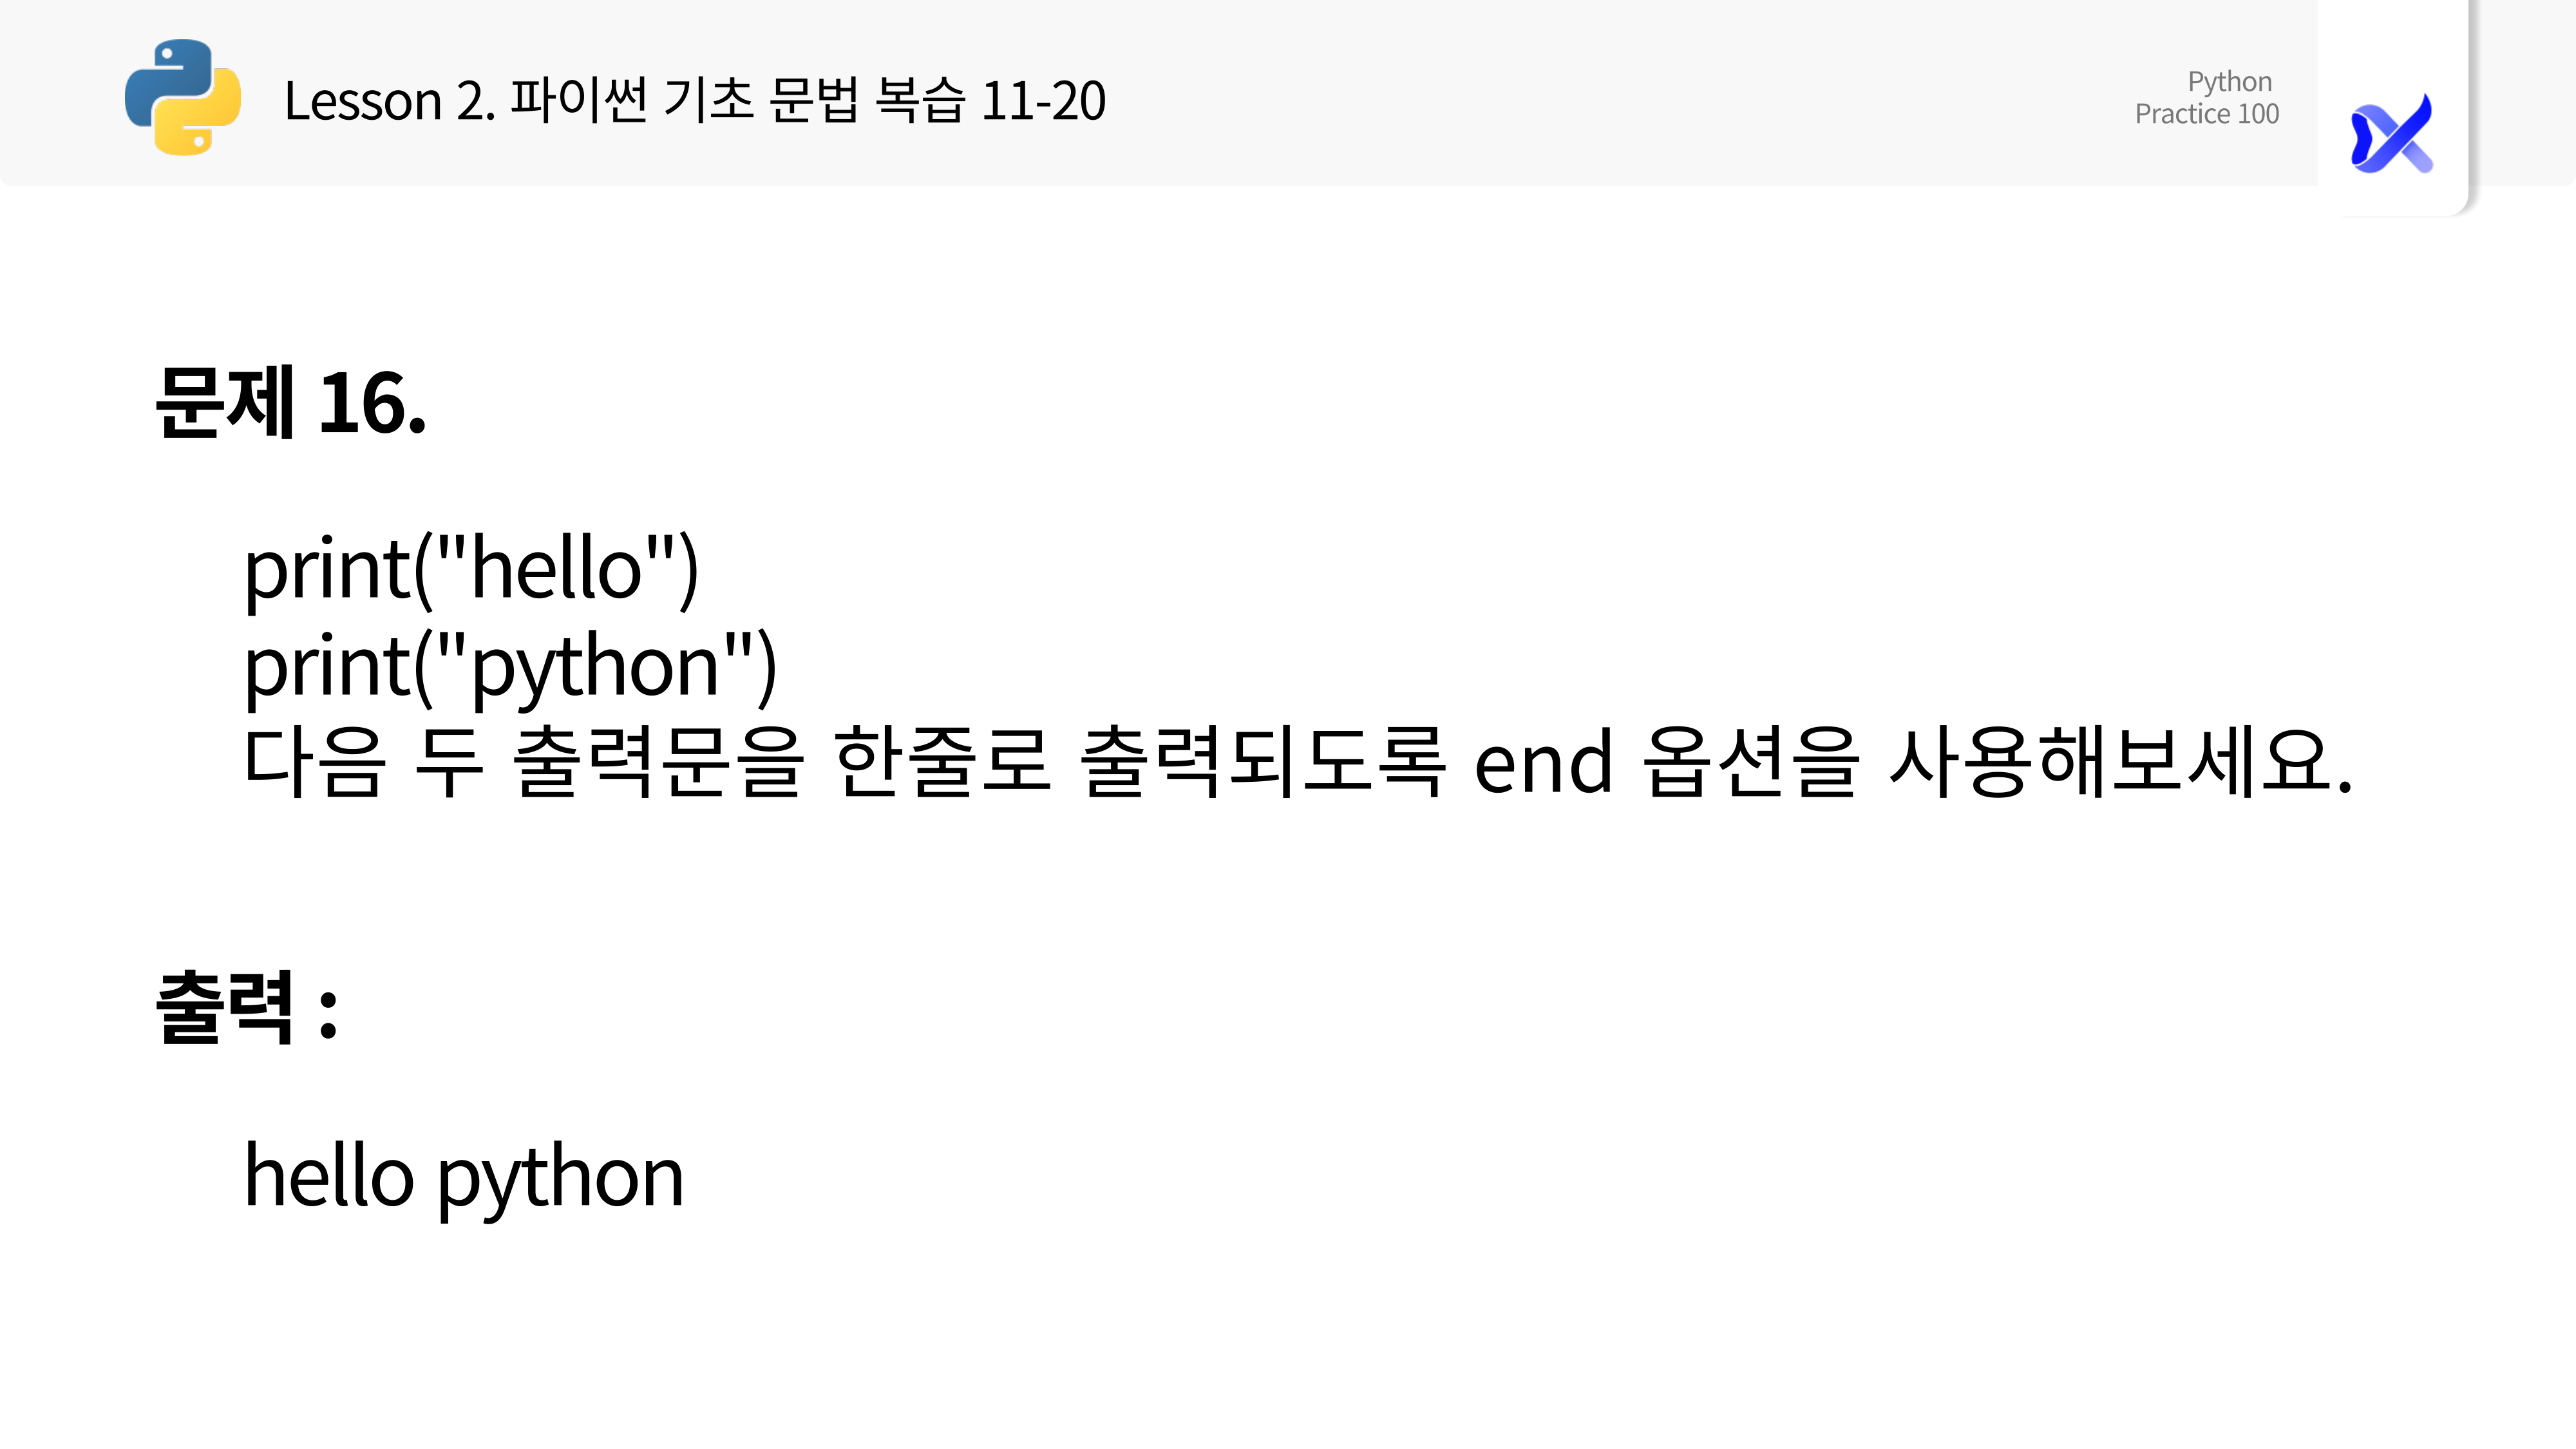 Lesson 2. 파이썬 기초 문법 복습 11-20
Python
Practice 100
문제 16.
print("hello")
print("python")
다음 두 출력문을 한줄로 출력되도록 end 옵션을 사용해보세요.
출력 :
hello python